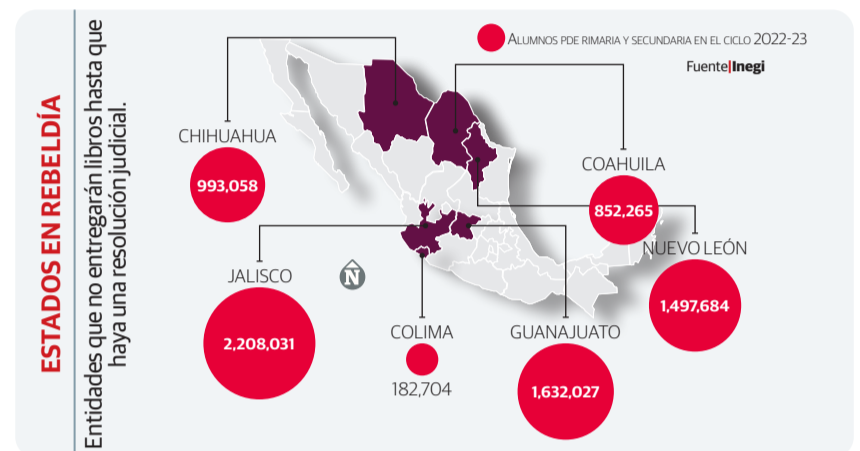 ESTADOS EN REBELDÍA
Entidades que no entregarán libros hasta que
haya una resolución judicial.
ALUMNOS PDE RIMARIA Y SECUNDARIA EN EL CICLO 2022-23
Fuente|Inegi
CHIHUAHUA
993,058
COAHUILA
852,265
NUEVO LEÓN
1,497,684
JALISCO
2,208,031
N
COLIMA
182,704
GUANAJUATO
1,632,027